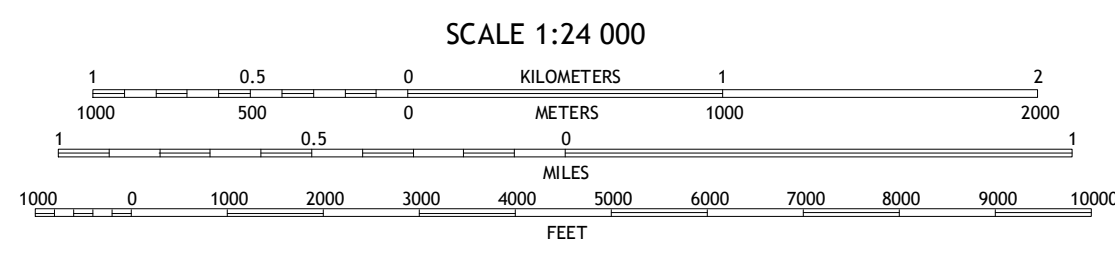 SCALE 1:24 000
1 0.5 0 KILOMETERS 1 2
1000 500 0 METERS 1000 2000
1 0.5 0 1
MILES
1000 0 1000 2000 3000 4000 5000 6000 7000 8000 9000 10000
FEET